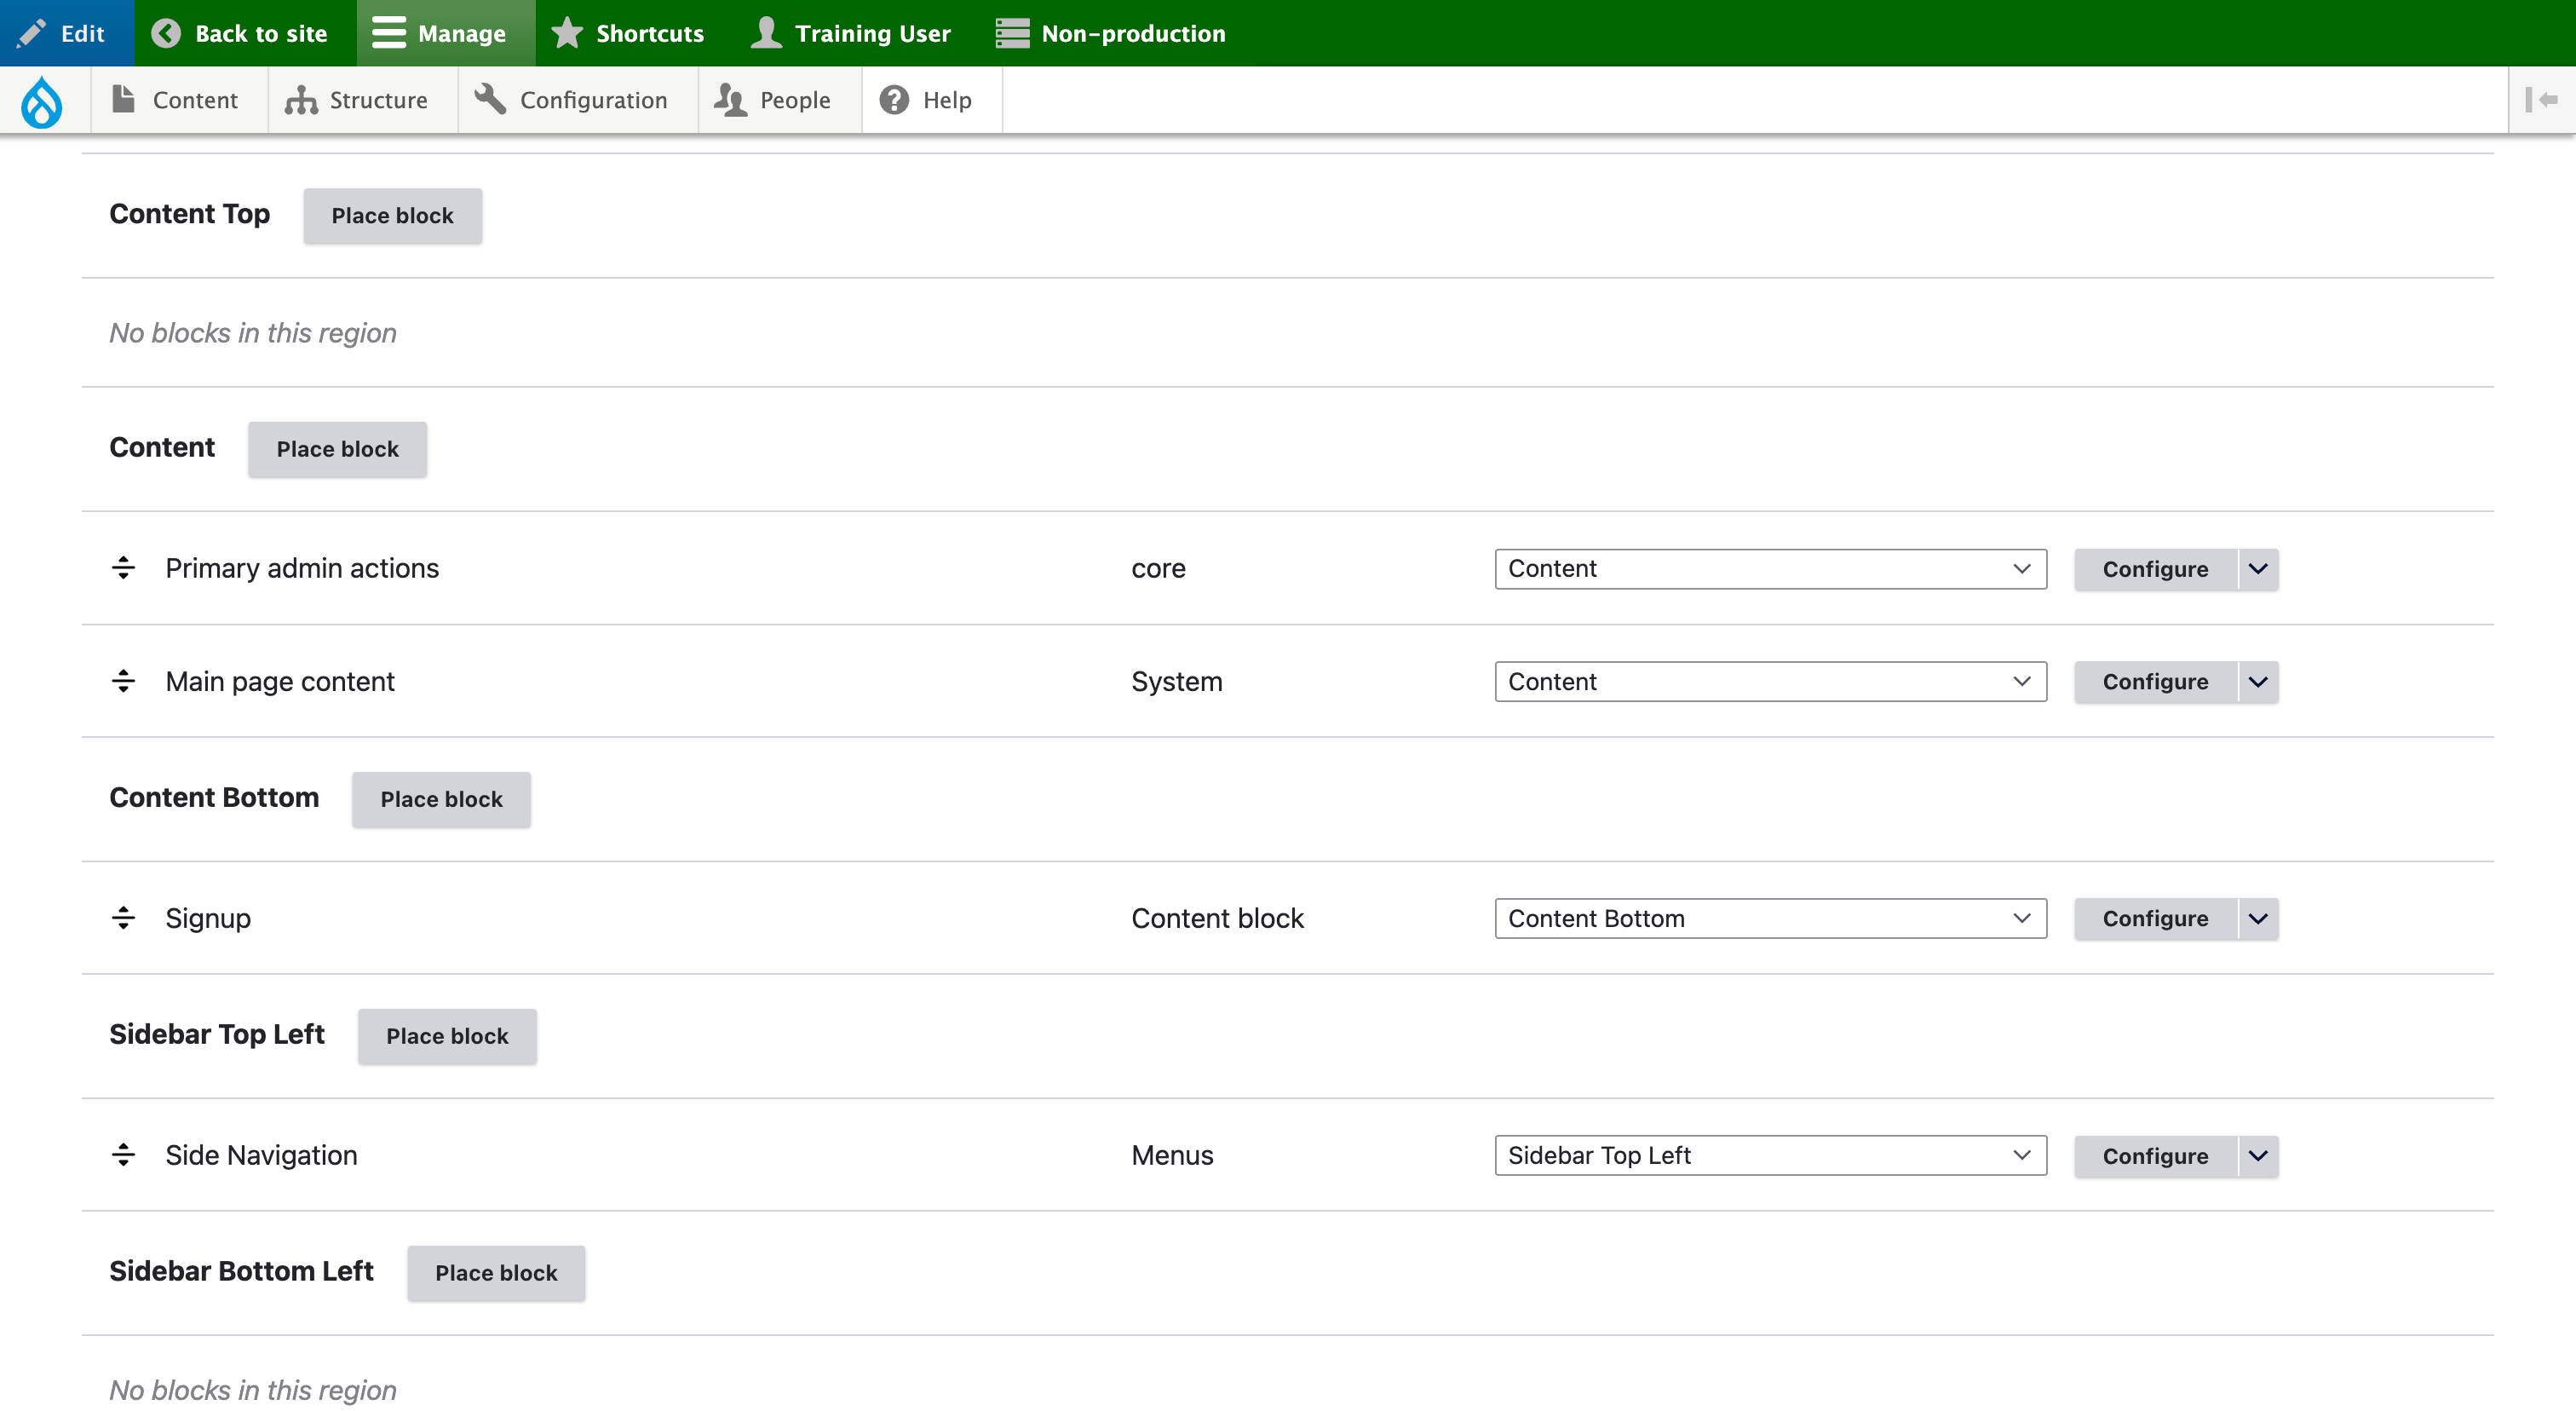 Edit Back to site Manage Shortcuts Training User Non-production
Content Structure Configuration People Help
Content Top Place block
No blocks in this region
Content Place block
Primary admin actions core Content Configure
Main page content System Content Configure
Content Bottom Place block
Signup Content block Content Bottom Configure
Sidebar Top Left Place block
Side Navigation Menus Sidebar Top Left Configure
Sidebar Bottom Left Place block
No blocks in this region